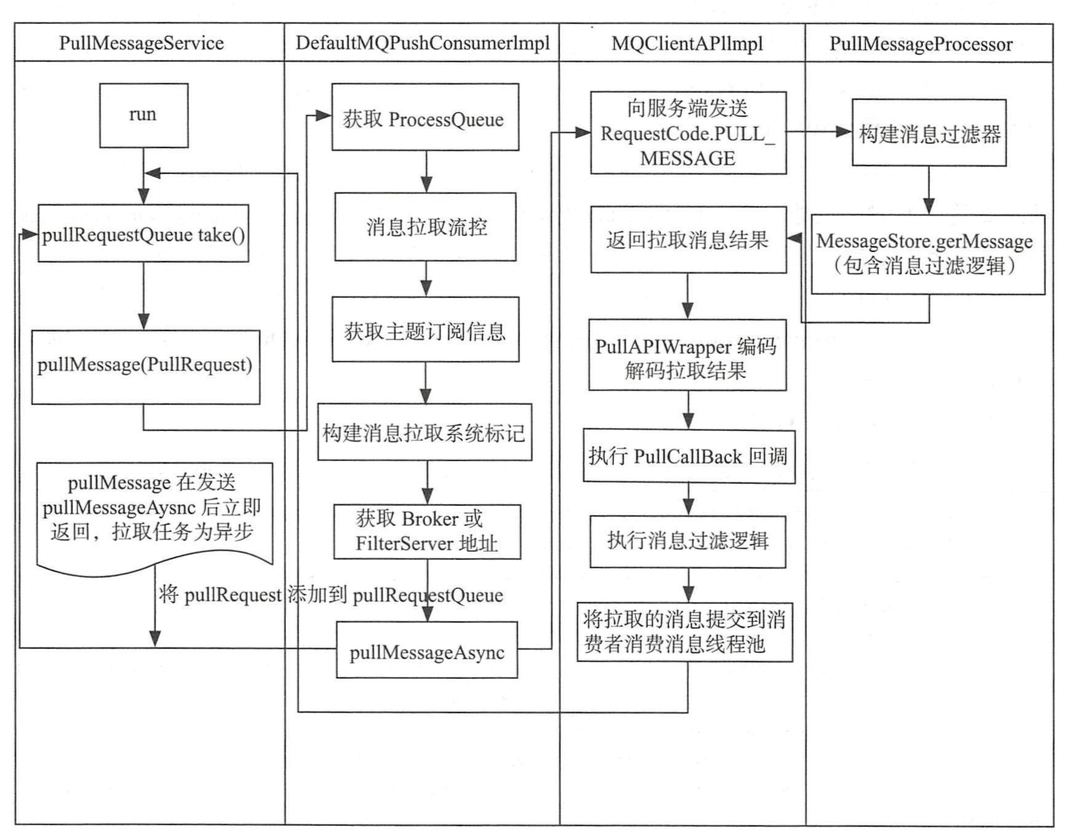 PullMessageService
DefaultMQPushConsumerImpl
MQClientAPIImpl
PullMessageProcessor
run
pullRequestQueue take()
pullMessage(PullRequest)
pullMessage 在发送
pullMessageAysnc 后立即
返回，拉取任务为异步
将 pullRequest 添加到 pullRequestQueue
获取 ProcessQueue
消息拉取流控
获取主题订阅信息
构建消息拉取系统标记
获取 Broker 或
FilterServer 地址
pullMessageAsync
向服务端发送
RequestCode.PULL_
MESSAGE
返回拉取消息结果
PullAPIWrapper 编码
解码拉取结果
执行 PullCallBack 回调
执行消息过滤逻辑
将拉取的消息提交到消
费者消费消息线程池
构建消息过滤器
MessageStore.gerMessage
（包含消息过滤逻辑）